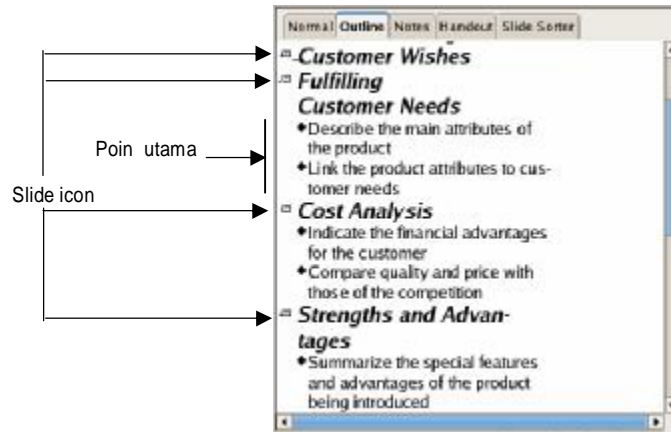 Normal Outline Notes Handout Slide Sorter
Customer Wishes
Fulfilling
Customer Needs
Describe the main attributes of
the product
Link the product attributes to cus-
tomer needs
Cost Analysis
Indicate the financial advantages
for the customer
Compare quality and price with
those of the competition
Strengths and Advan-
tages
Summarize the special features
and advantages of the product
being introduced
Poin utama
Slide icon